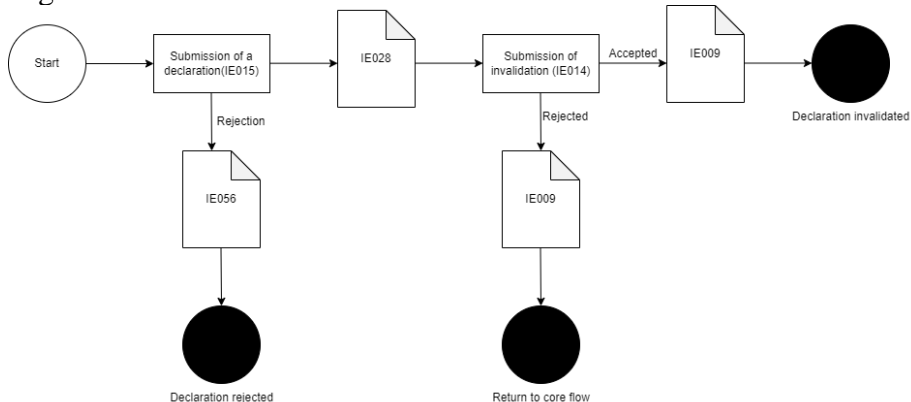 Start
Submission of a
declaration(IE015)
IE028
Submission of
invalidation (IE014)
Accepted
IE009
Declaration invalidated
Rejection
Rejected
IE056
IE009
Declaration rejected
Return to core flow